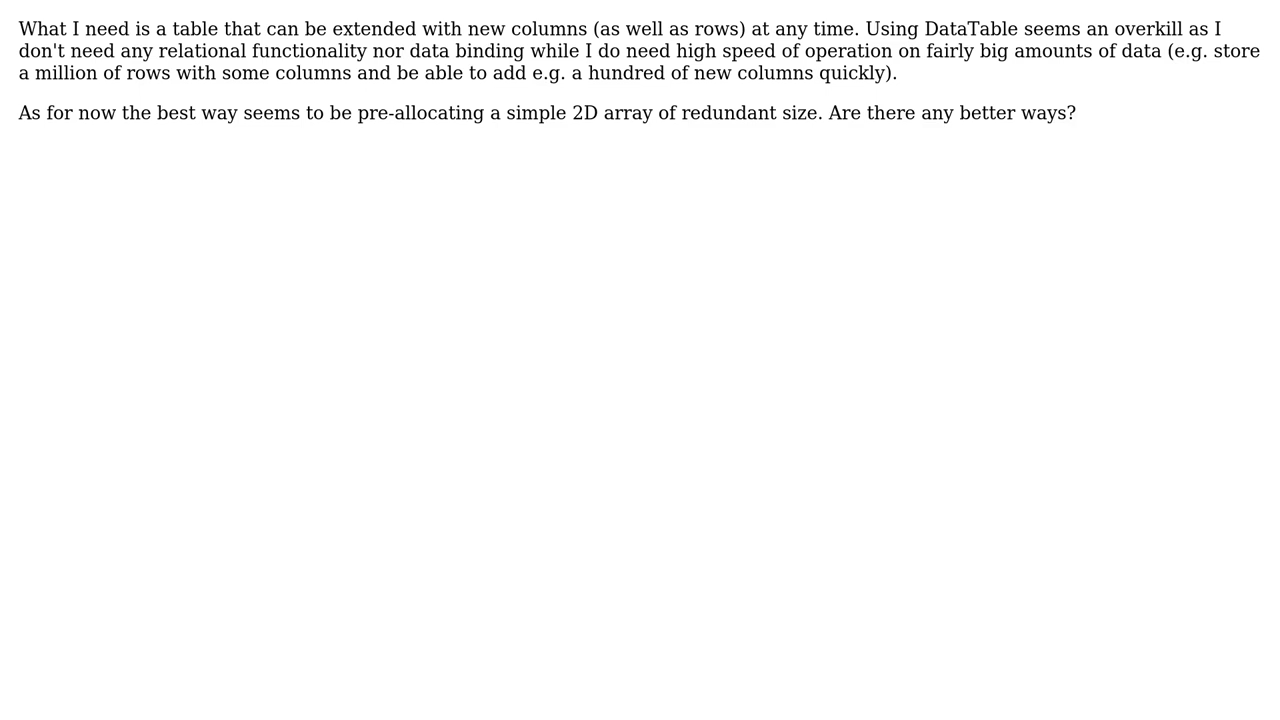 What I need is a table that can be extended with new columns (as well as rows) at any time. Using DataTable seems an overkill as I
don't need any relational functionality nor data binding while I do need high speed of operation on fairly big amounts of data (e.g. store
a million of rows with some columns and be able to add e.g. a hundred of new columns quickly).
As for now the best way seems to be pre-allocating a simple 2D array of redundant size. Are there any better ways?